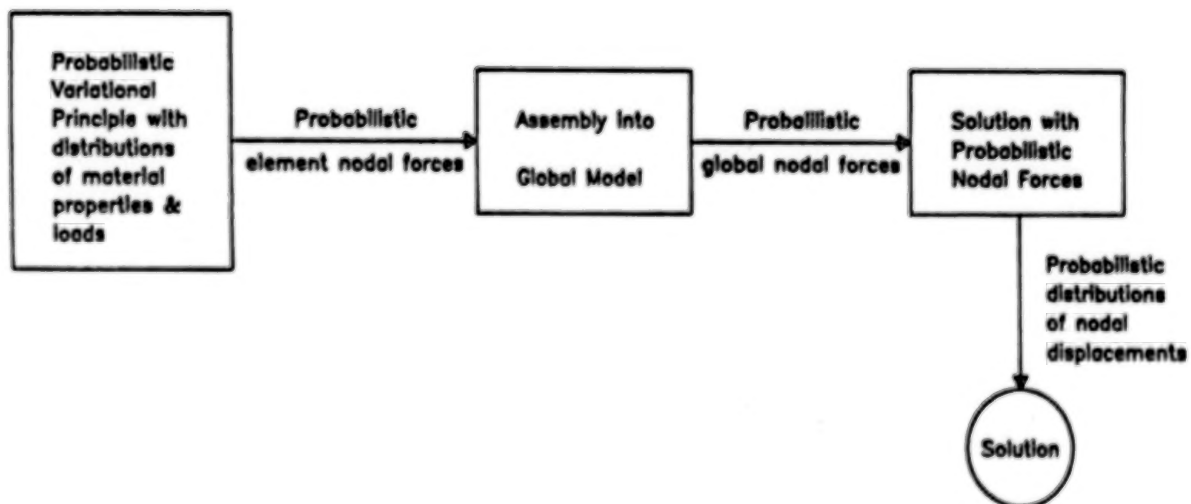 Probabilistic
Variational
Principle with
distributions
of material
properties &
loads
Probabilistic
element nodal forces
Assembly into
Global Model
Probalilistic
global nodal forces
Solution with
Probabilistic
Nodal Forces
Probabilistic
distributions
of nodal
displacements
Solution